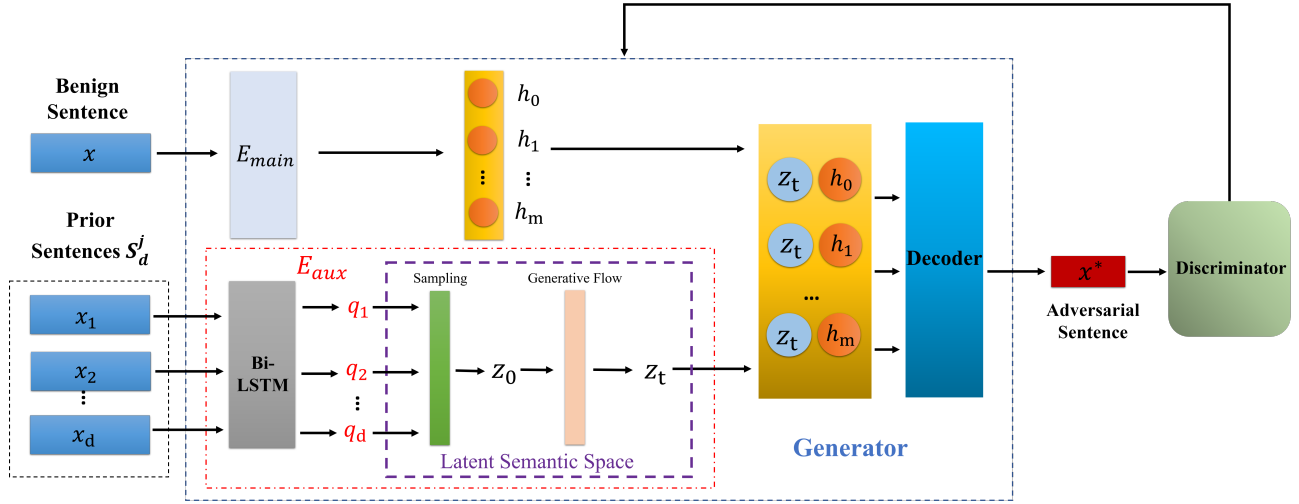 Benign
Sentence
x
E_main
h_0
h_1
...
h_m
Prior
Sentences S_d^j
x_1
x_2
...
x_d
E_aux
Bi-
LSTM
q_1
q_2
...
q_d
Sampling
Generative Flow
z_0
z_t
Latent Semantic Space
z_t h_0
z_t h_1
...
z_t h_m
Decoder
Generator
x*
Adversarial
Sentence
Discriminator